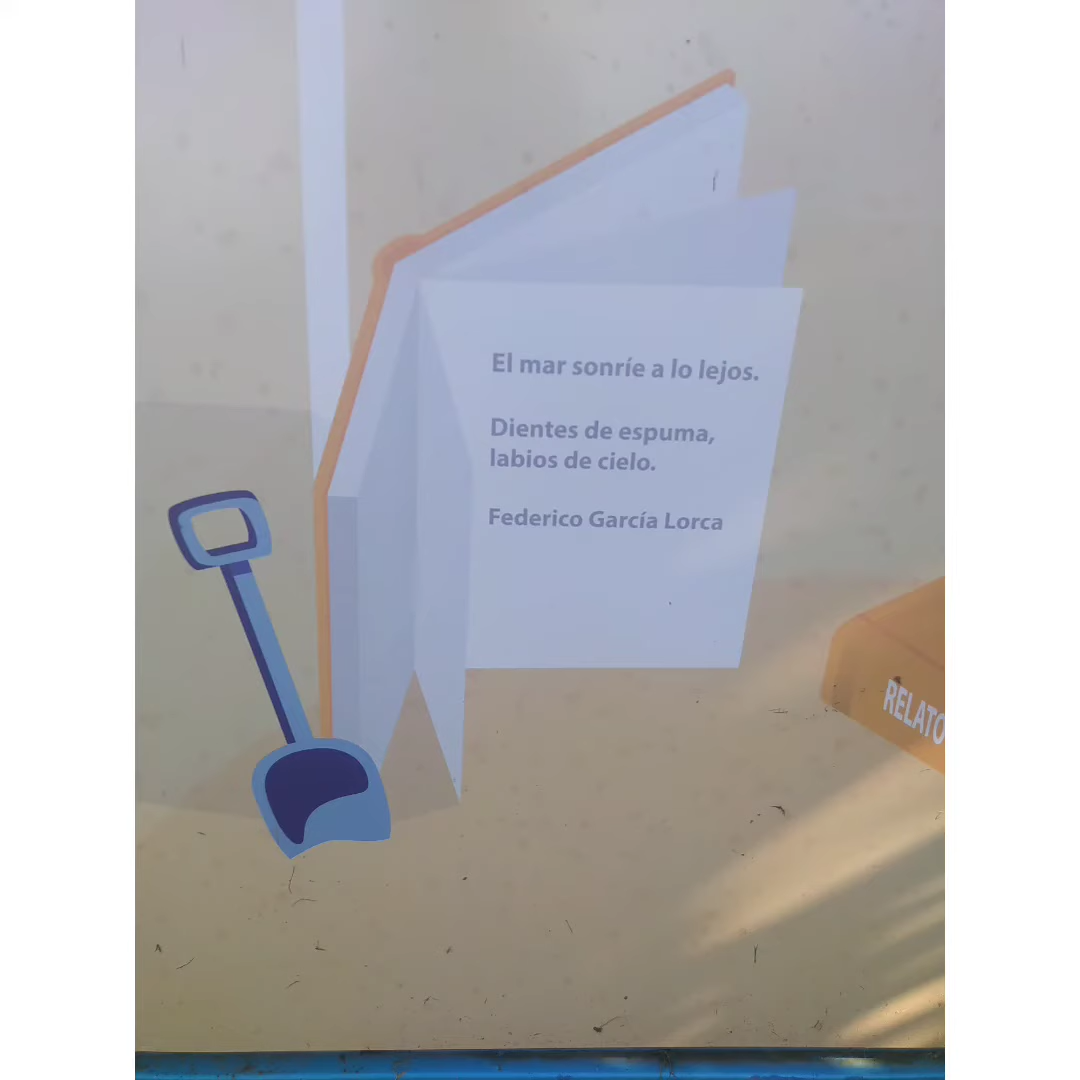 El mar sonríe a lo lejos.
Dientes de espuma,
labios de cielo.
Federico García Lorca
RELATO